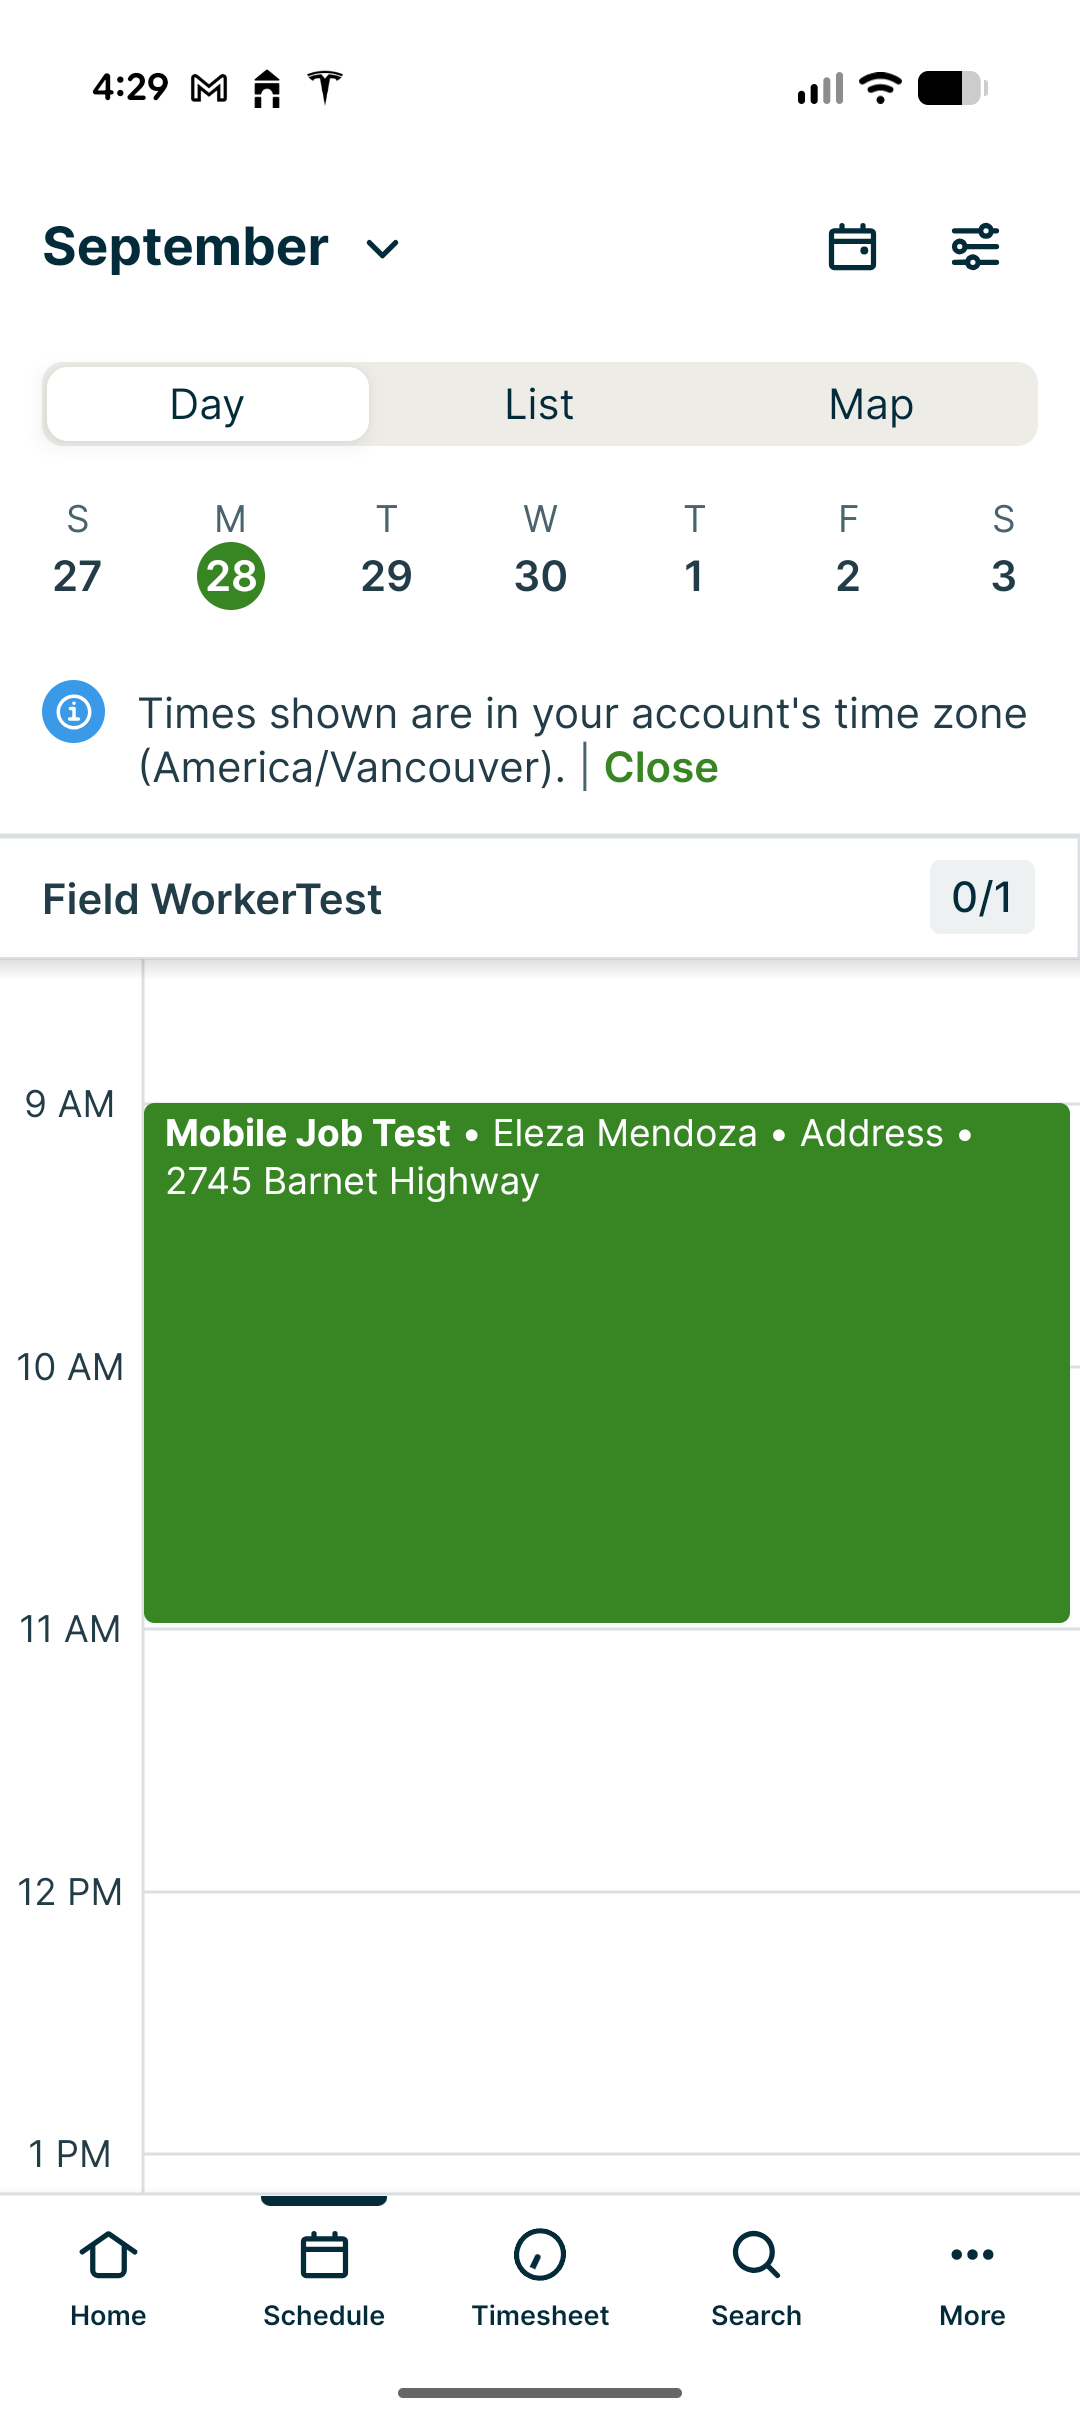 4:29
September
Day List Map
S M T W T F S
27 28 29 30 1 2 3
Times shown are in your account's time zone
(America/Vancouver). | Close
Field WorkerTest 0/1
9 AM
Mobile Job Test • Eleza Mendoza • Address •
2745 Barnet Highway
10 AM
11 AM
12 PM
1 PM
Home Schedule Timesheet Search More